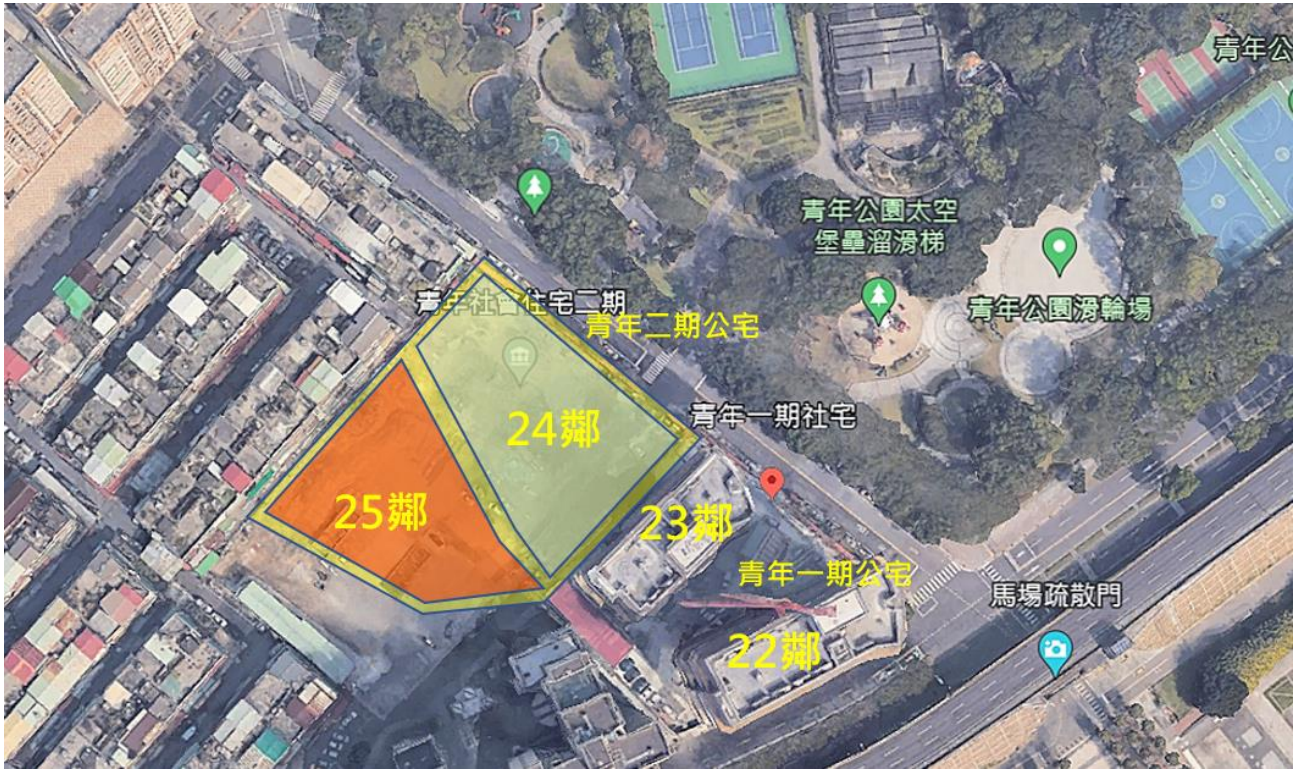 青年公
青年公園太空
堡壘溜滑梯
青年社會住宅二期
青年公園滑輪場
青年二期公宅
青年一期社宅
24鄰
25鄰
23鄰
青年一期公宅
馬場疏散門
22鄰